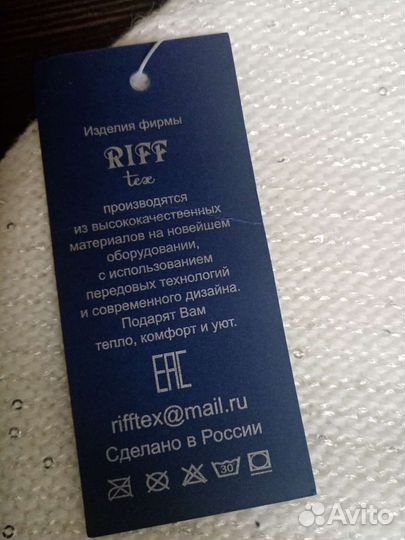 Изделия фирмы
RIFF
tex
производятся
из высококачественных
материалов на новейшем
оборудовании,
с использованием
передовых технологий
и современного дизайна.
Подарят Вам
тепло, комфорт и уют.
EAC
rifftex@mail.ru
Сделано в России
30
Avito